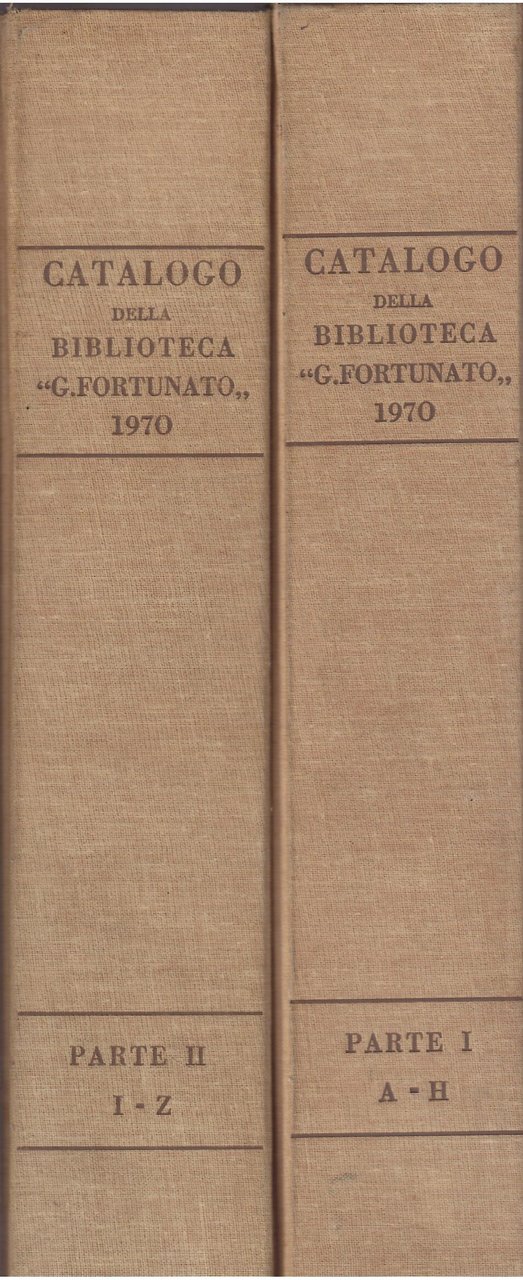 CATALOGO
DELLA
BIBLIOTECA
“G.FORTUNATO„
1970
PARTE II
I - Z
CATALOGO
DELLA
BIBLIOTECA
“G.FORTUNATO„
1970
PARTE I
A - H